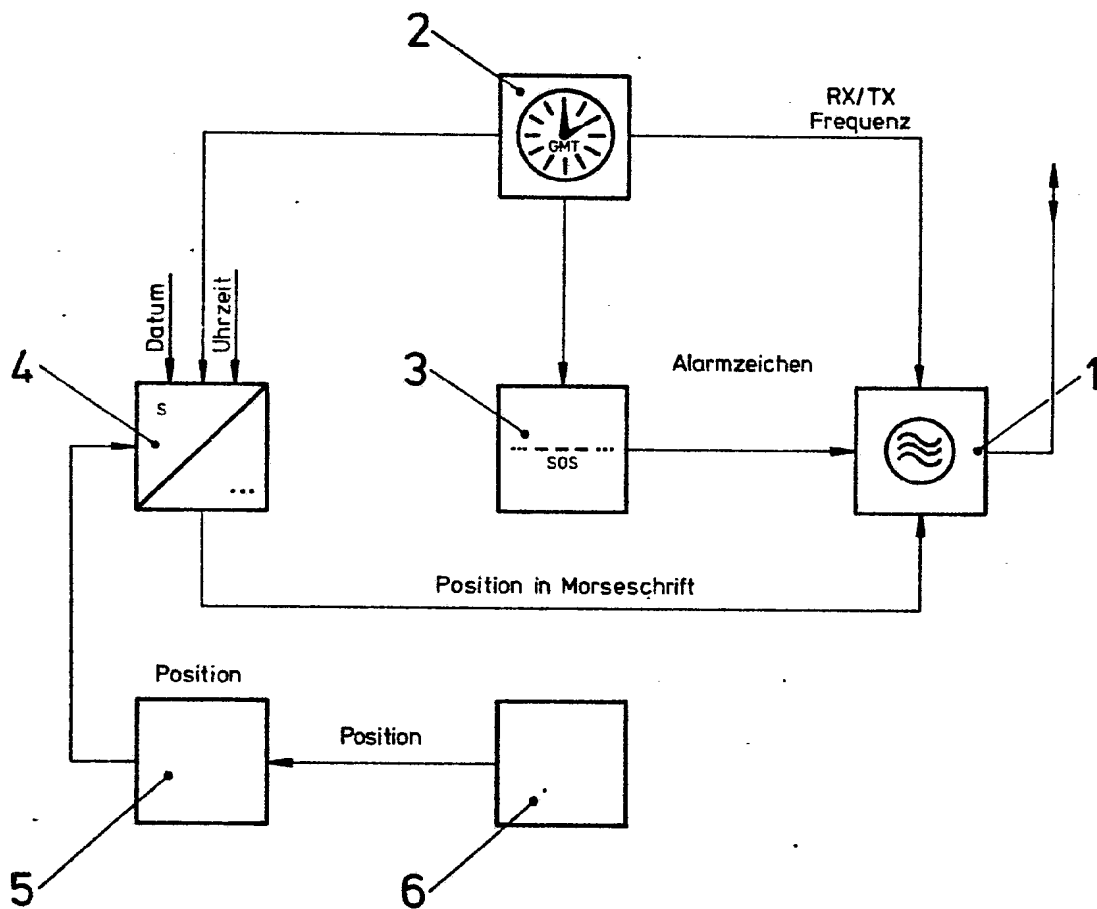 2
RX/TX
Frequenz
GMT
Datum
Uhrzeit
4
S
...
3
Alarmzeichen
1
... — — — ...
SOS
Position in Morseschrift
Position
Position
5
6